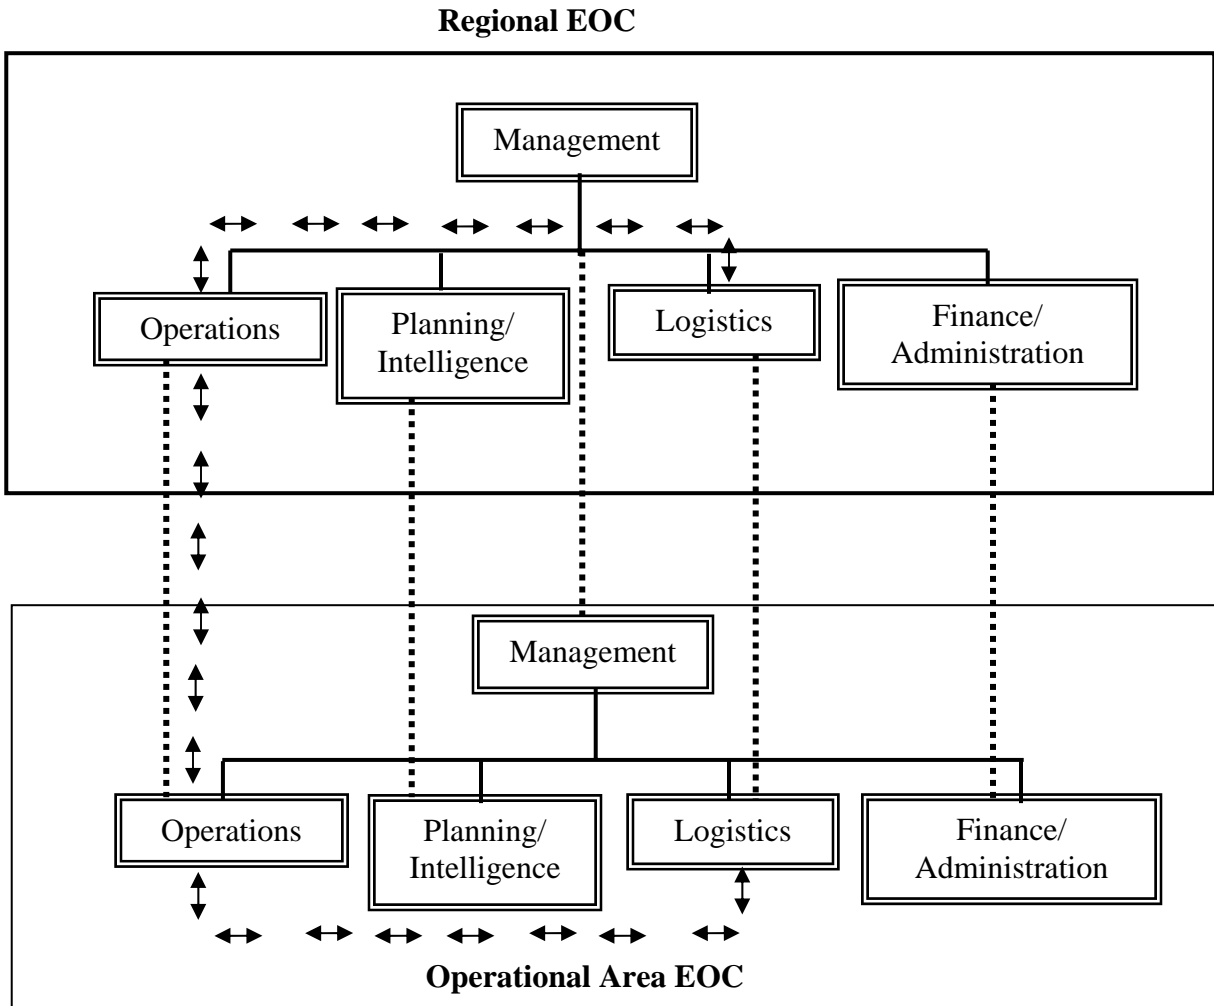 Regional EOC
Management
Operations
Planning/
Intelligence
Logistics
Finance/
Administration
Management
Operations
Planning/
Intelligence
Logistics
Finance/
Administration
Operational Area EOC